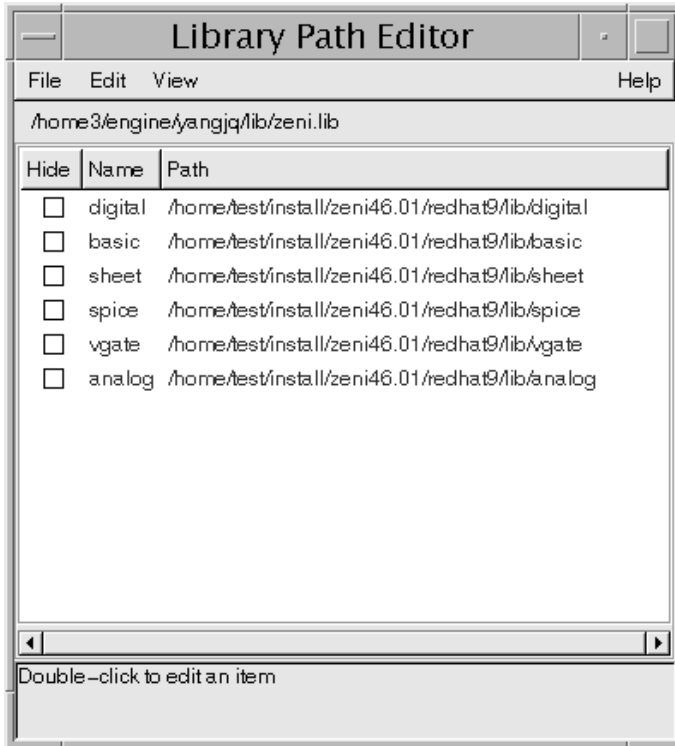 Library Path Editor
File Edit View Help
/home3/engine/yangjq/lib/zeni.lib
Hide Name Path
digital /home/test/install/zeni46.01/redhat9/lib/digital
basic /home/test/install/zeni46.01/redhat9/lib/basic
sheet /home/test/install/zeni46.01/redhat9/lib/sheet
spice /home/test/install/zeni46.01/redhat9/lib/spice
vgate /home/test/install/zeni46.01/redhat9/lib/vgate
analog /home/test/install/zeni46.01/redhat9/lib/analog
Double-click to edit an item